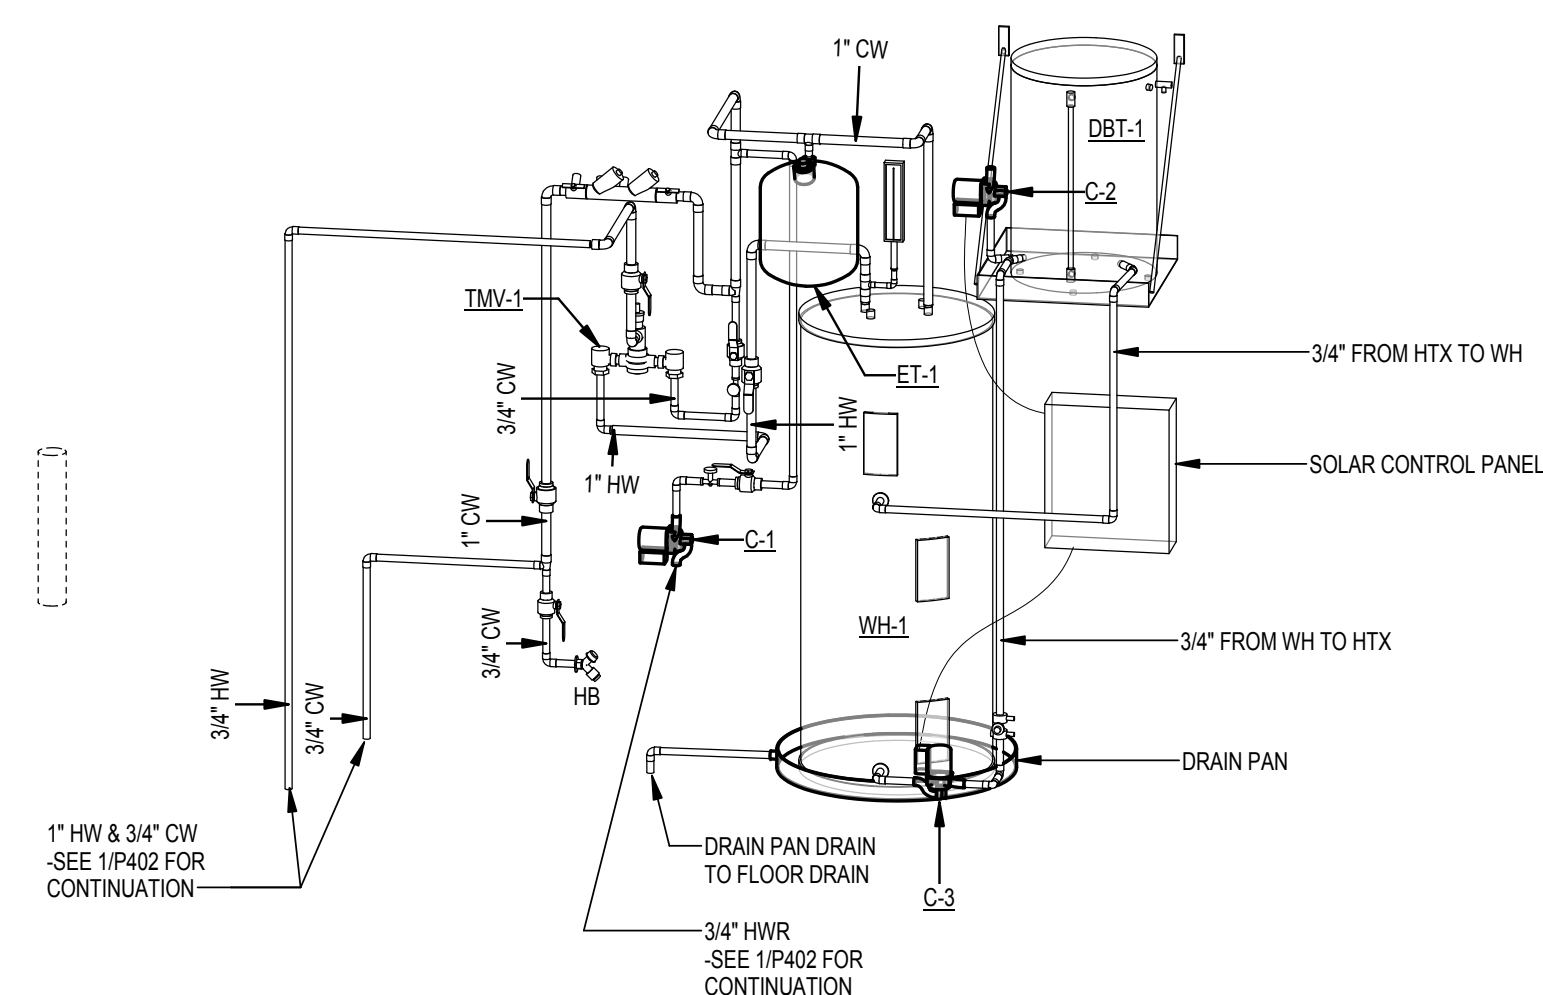 1" CW
DBT-1
C-2
TMV-1
3/4" FROM HTX TO WH
ET-1
3/4" CW
1" HW
SOLAR CONTROL PANEL
1" HW
1" CW
C-1
WH-1
3/4" FROM WH TO HTX
3/4" CW
HB
3/4" HW
3/4" CW
DRAIN PAN
1" HW & 3/4" CW
-SEE 1/P402 FOR
CONTINUATION
DRAIN PAN DRAIN
TO FLOOR DRAIN
C-3
3/4" HWR
-SEE 1/P402 FOR
CONTINUATION